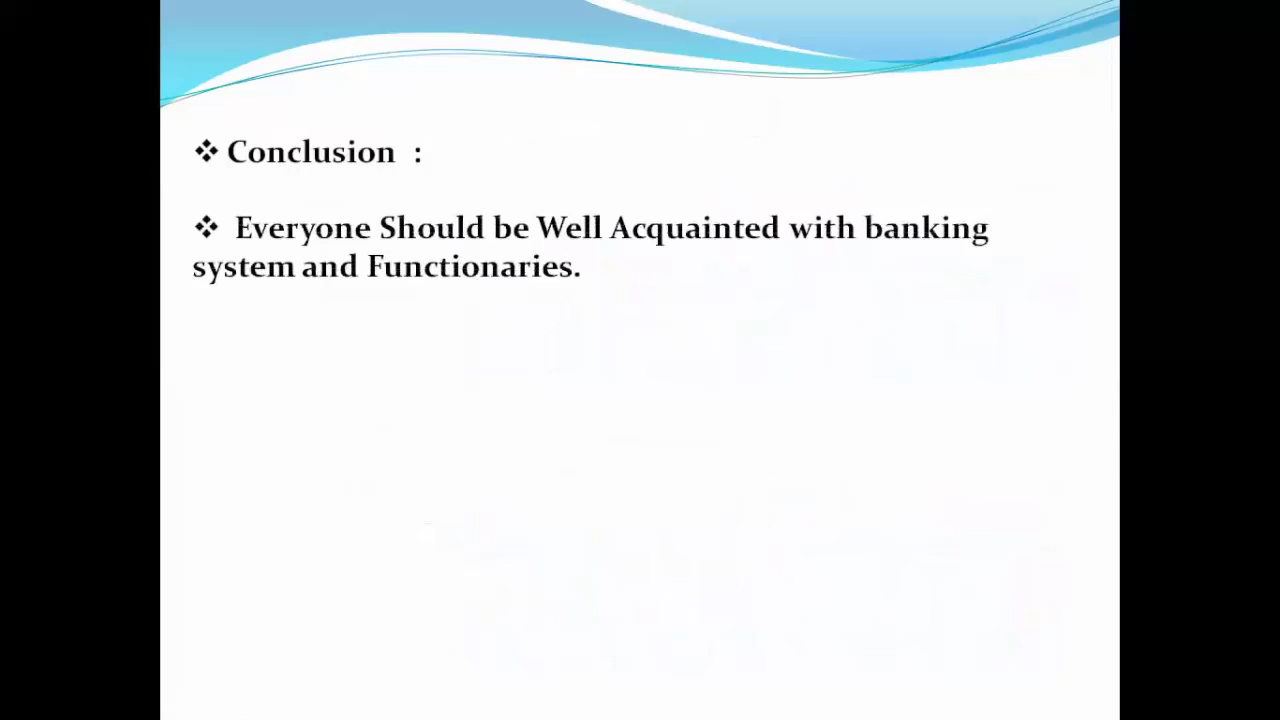 ❖ Conclusion :
❖ Everyone Should be Well Acquainted with banking
system and Functionaries.